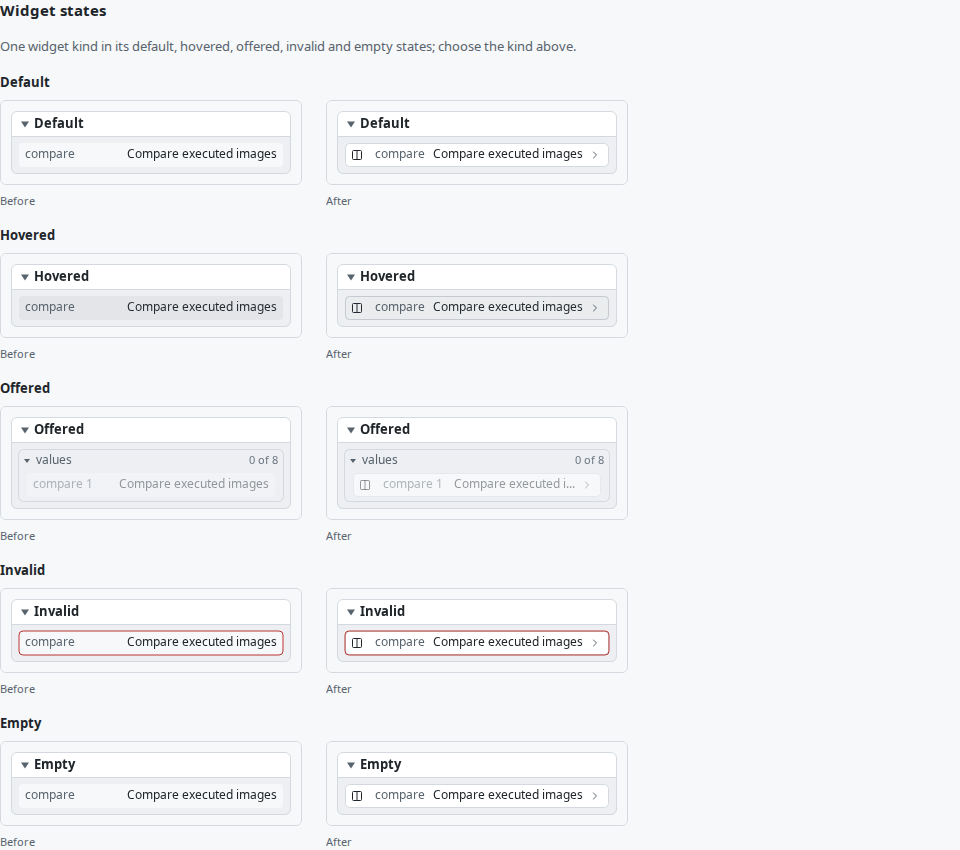 Widget states
One widget kind in its default, hovered, offered, invalid and empty states; choose the kind above.
Default
Default
compare Compare executed images
Before
Default
compare Compare executed images
After
Hovered
Hovered
compare Compare executed images
Before
Hovered
compare Compare executed images
After
Offered
Offered
values 0 of 8
compare 1 Compare executed images
Before
Offered
values 0 of 8
compare 1 Compare executed i...
After
Invalid
Invalid
compare Compare executed images
Before
Invalid
compare Compare executed images
After
Empty
Empty
compare Compare executed images
Before
Empty
compare Compare executed images
After